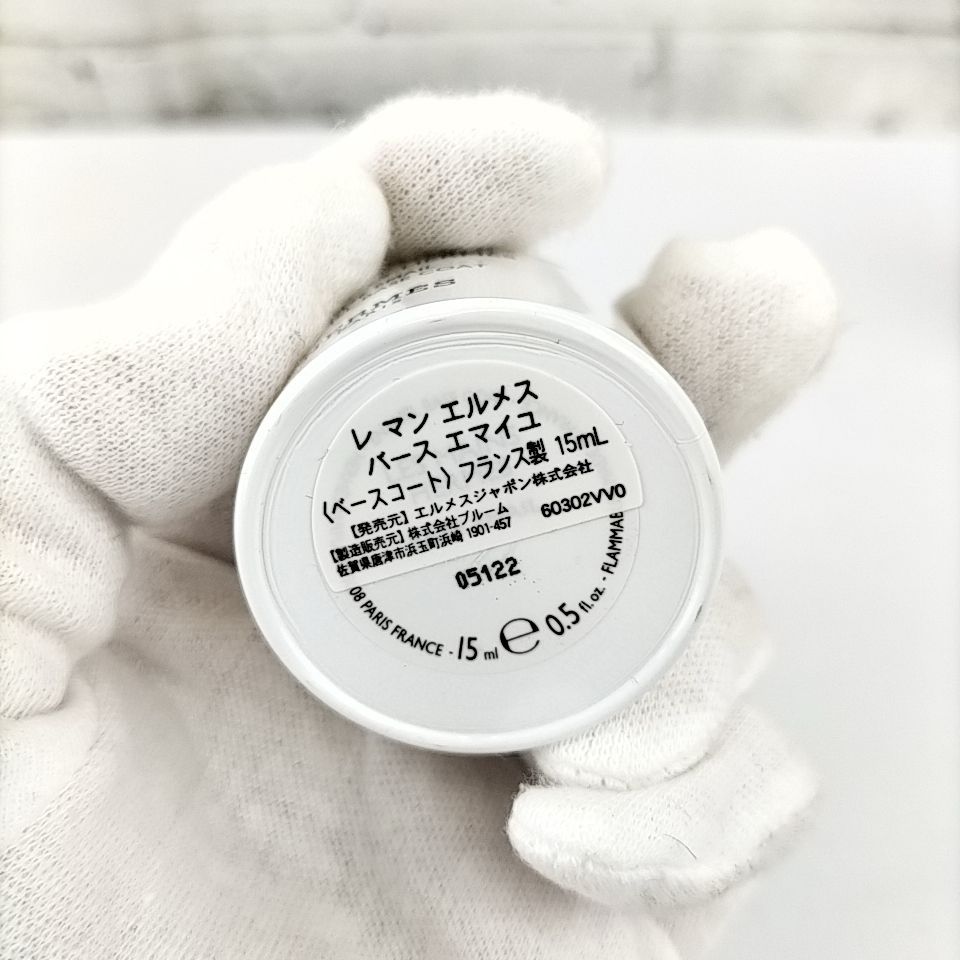 COAT
レ マン エルメス
バース エマイユ
〈ベースコート〉 フランス製 15mL
【発売元】エルメスジャポン株式会社
【製造販売元】株式会社ブルーム 60302VV0
佐賀県唐津市浜玉町浜崎 1901-457
05122
08 PARIS FRANCE - 15 ml ℮ 0.5 fl.oz. -